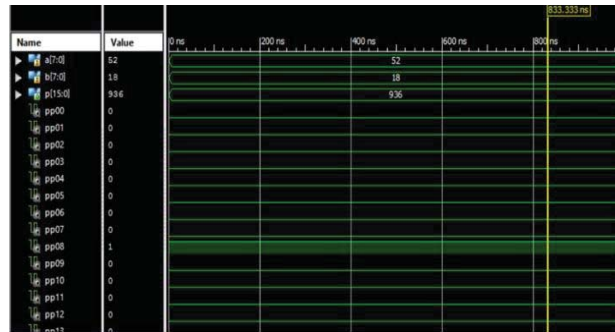 833.333 ns
Name Value 0 ns 200 ns 400 ns 600 ns 800 ns
a[7:0] 52 52
b[7:0] 18 18
p[15:0] 936 936
pp00 0
pp01 0
pp02 0
pp03 0
pp04 0
pp05 0
pp06 0
pp07 0
pp08 1
pp09 0
pp10 0
pp11 0
pp12 0
pp13 0